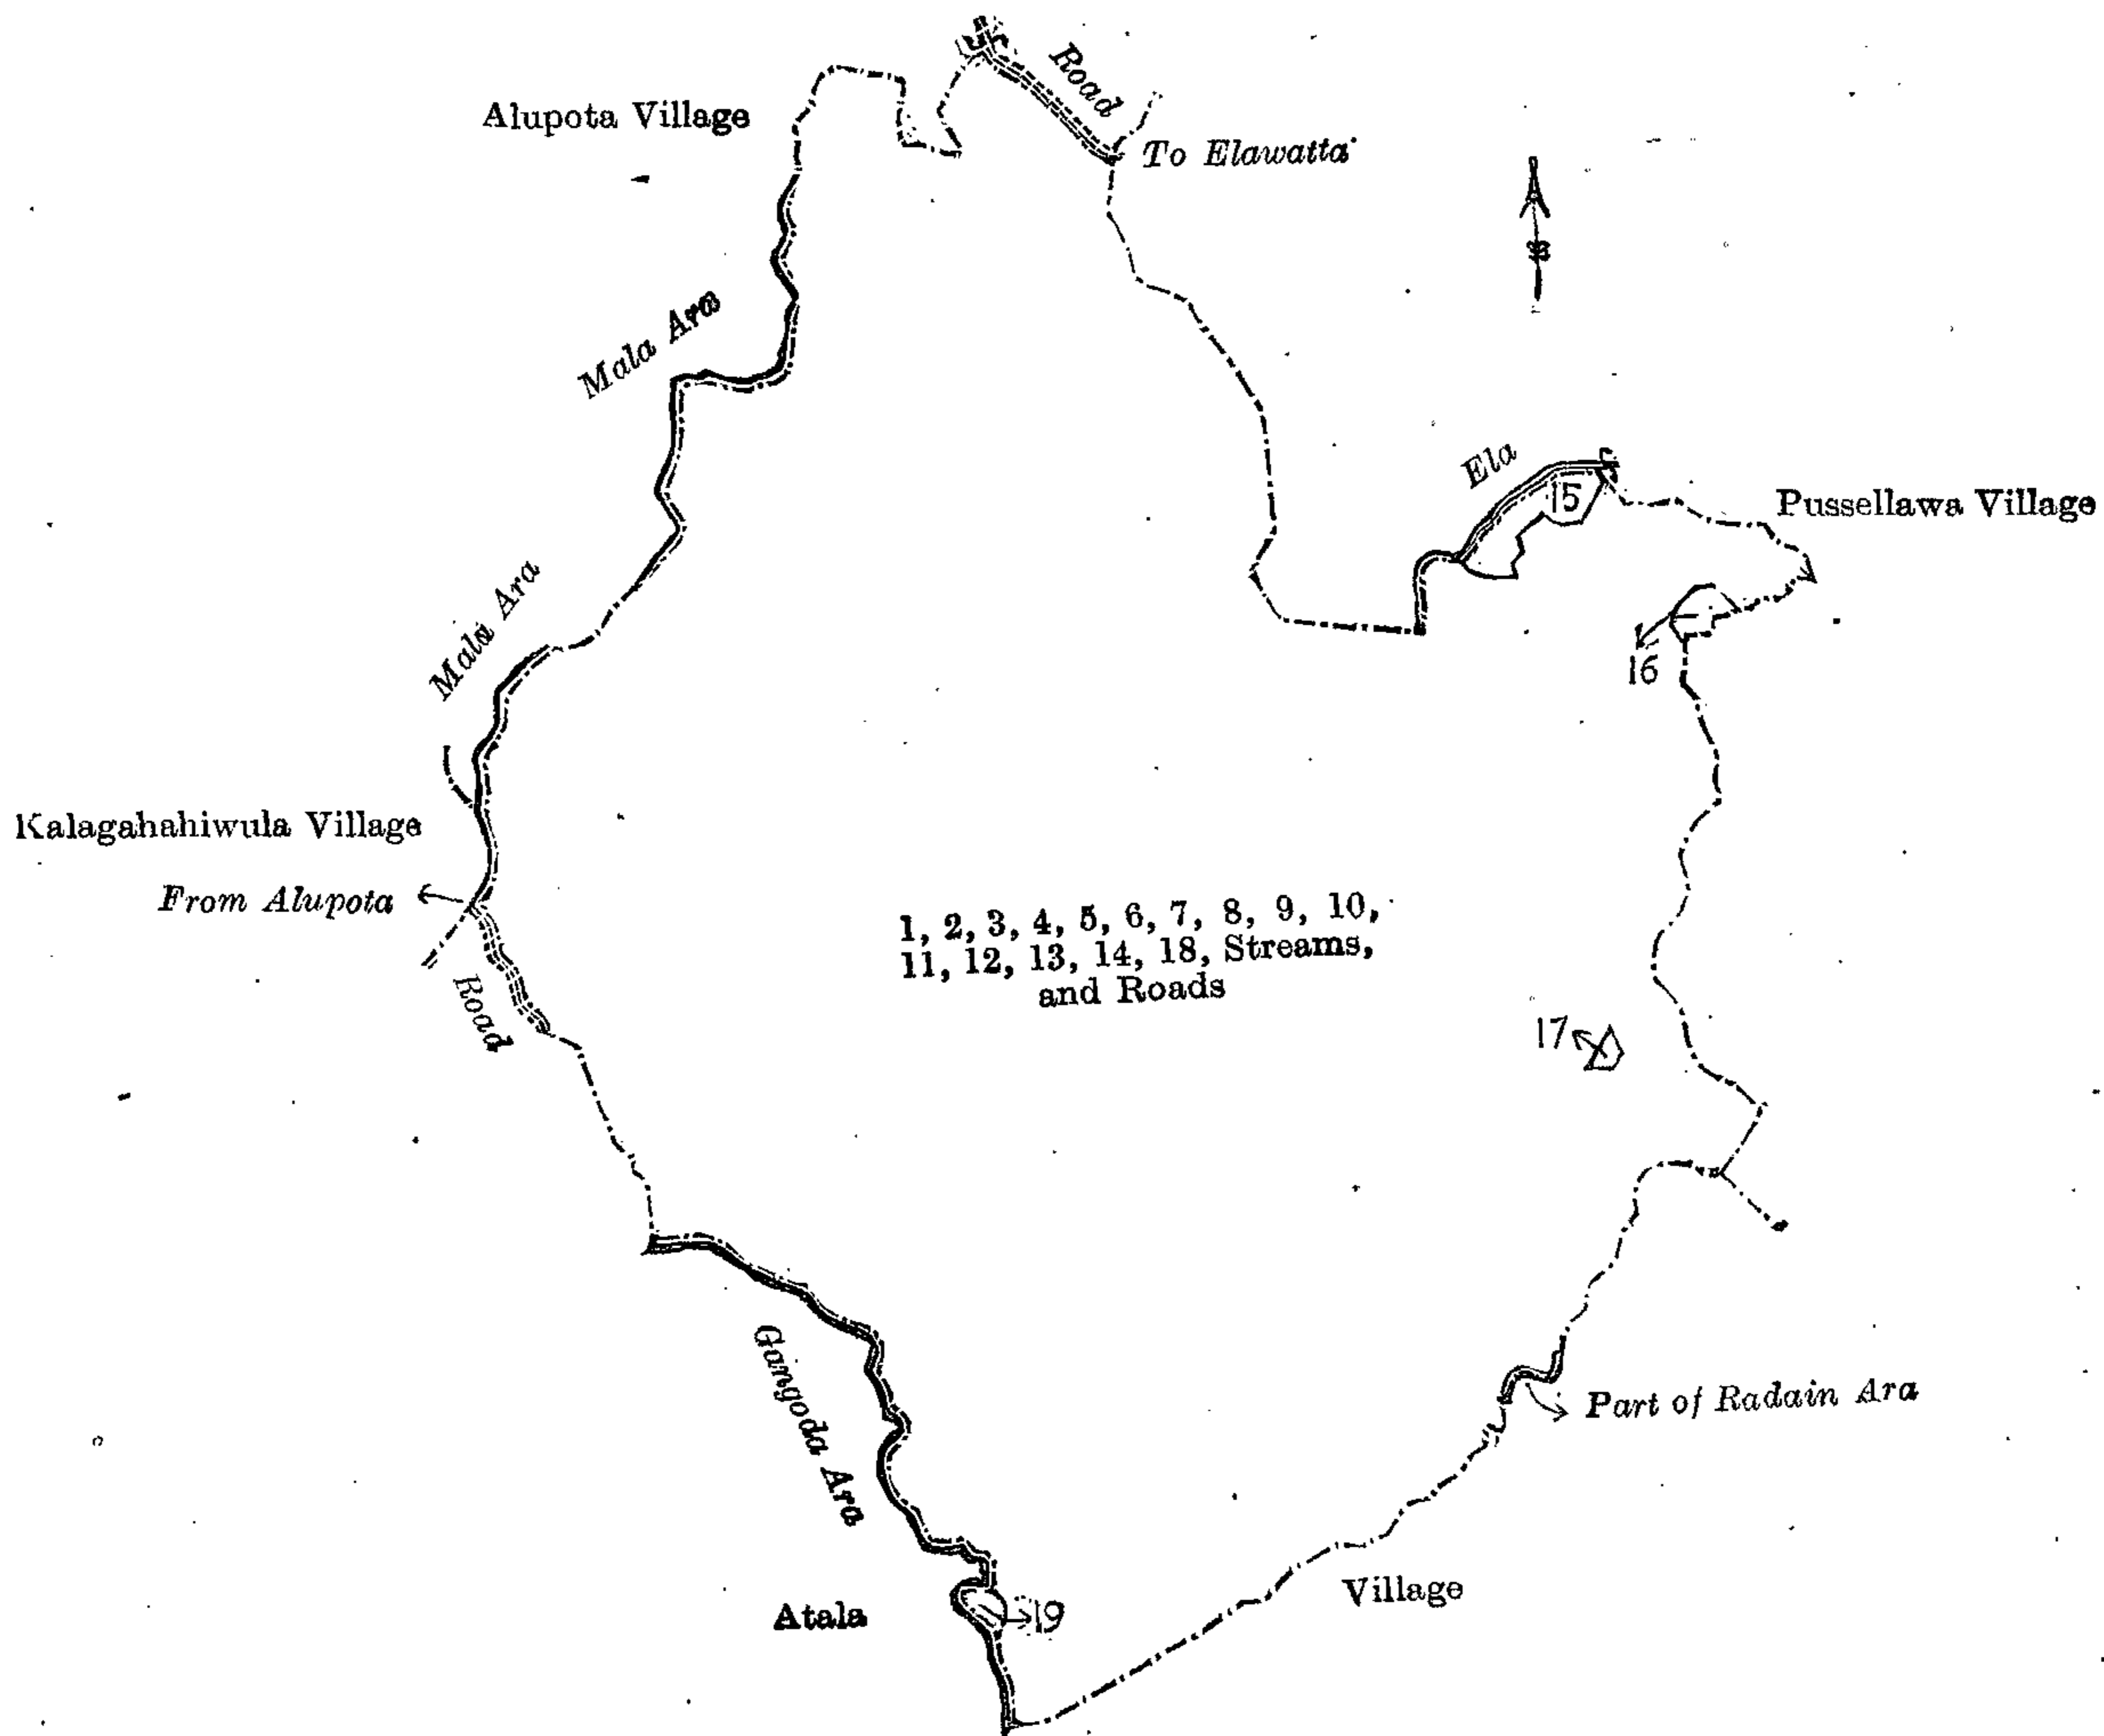 Road
Alupota Village
To Elawatta
Mala Ara
Ela
15
Pussellawa Village
Mala Ara
16
Kalagahahiwula Village
From Alupota
1, 2, 3, 4, 5, 6, 7, 8, 9, 10,
11, 12, 13, 14, 18, Streams,
and Roads
Road
17
Gangoda Ara
Part of Radain Ara
Village
Atala
19